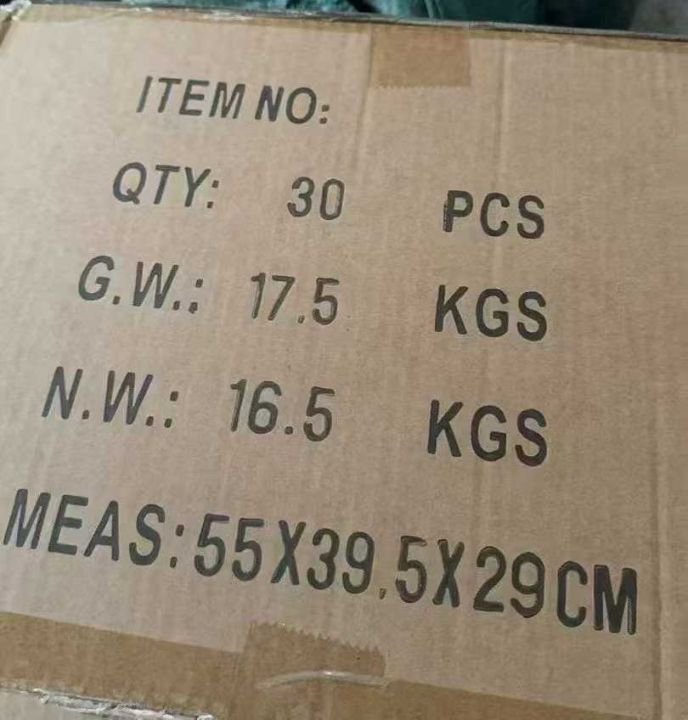 ITEM NO:
QTY: 30 PCS
G.W.: 17.5 KGS
N.W.: 16.5 KGS
MEAS:55X39.5X29CM